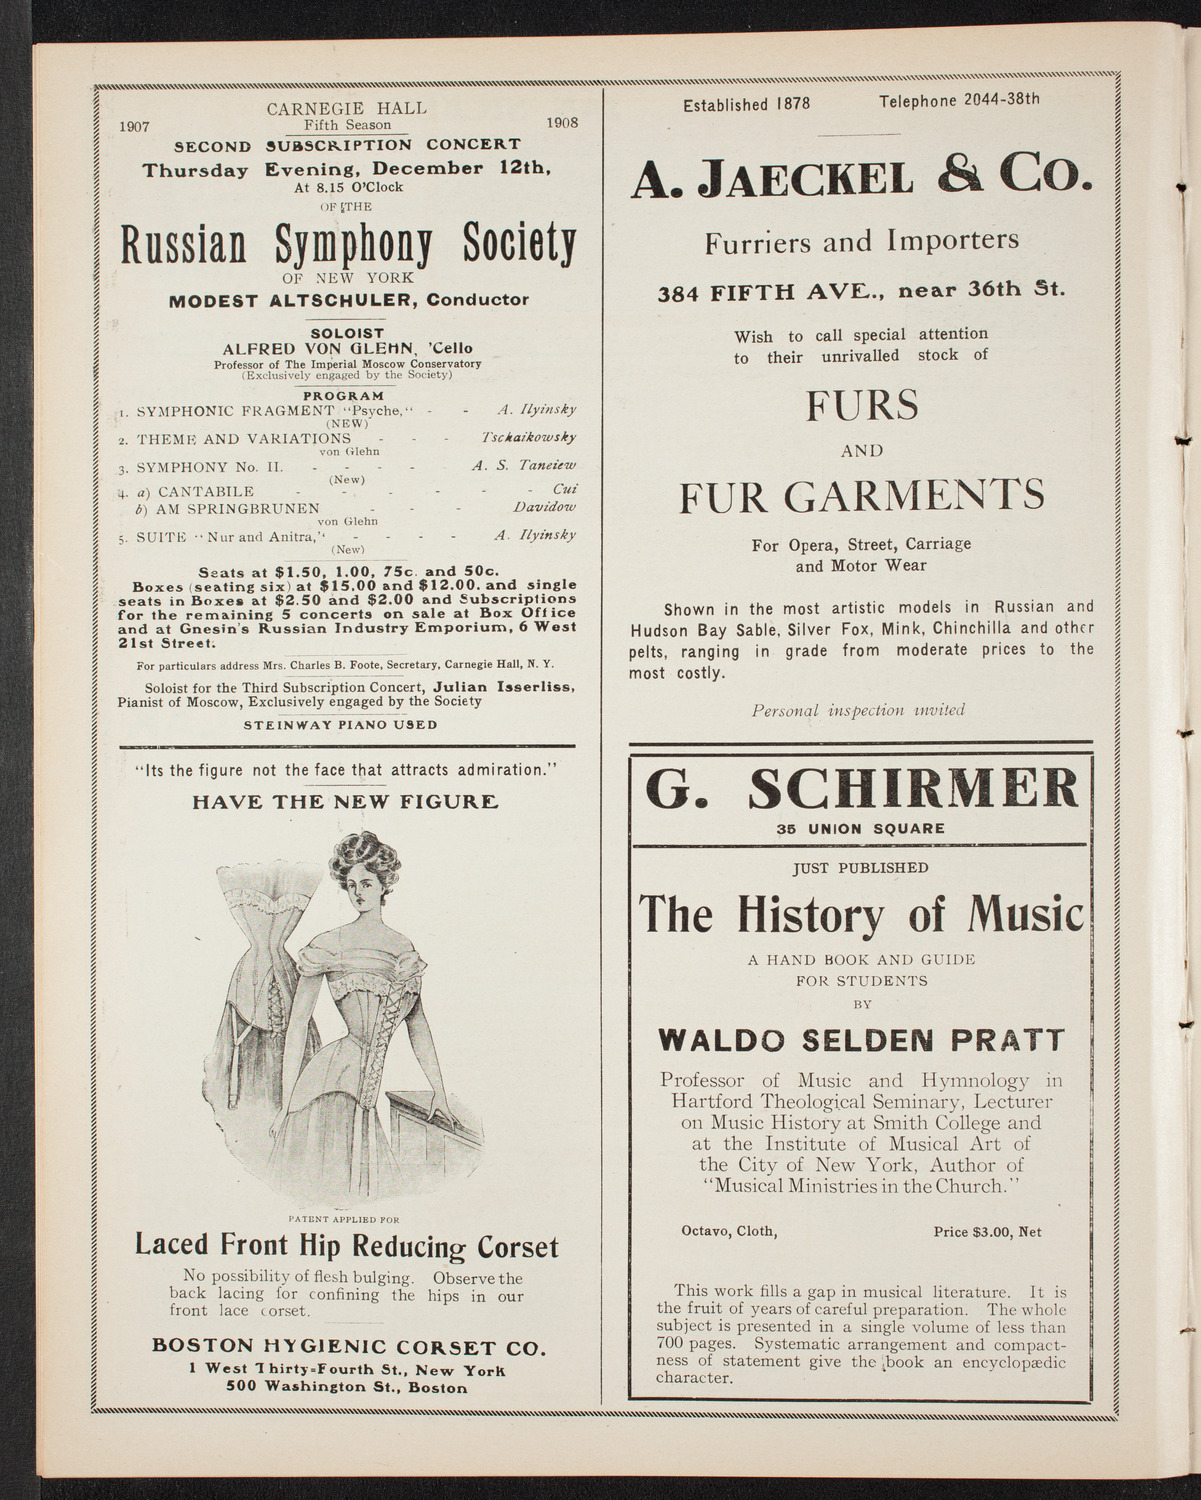 CARNEGIE HALL
1907 Fifth Season 1908
SECOND SUBSCRIPTION CONCERT
Thursday Evening, December 12th,
At 8.15 O'Clock
OF THE
Russian Symphony Society
OF NEW YORK
MODEST ALTSCHULER, Conductor
SOLOIST
ALFRED VON GLEHN, 'Cello
Professor of The Imperial Moscow Conservatory
(Exclusively engaged by the Society)
PROGRAM
1. SYMPHONIC FRAGMENT "Psyche," - - A. Ilyinsky
(NEW)
2. THEME AND VARIATIONS - - - Tschaikowsky
von Glehn
3. SYMPHONY No. II. - - - - A. S. Taneiew
(New)
4. a) CANTABILE - - - - - - Cui
b) AM SPRINGBRUNEN - - - Davidow
von Glehn
5. SUITE "Nur and Anitra," - - - - A. Ilyinsky
(New)
Seats at $1.50, 1.00, 75c. and 50c.
Boxes (seating six) at $15.00 and $12.00. and single
seats in Boxes at $2.50 and $2.00 and Subscriptions
for the remaining 5 concerts on sale at Box Office
and at Gnesin's Russian Industry Emporium, 6 West
21st Street.
For particulars address Mrs. Charles B. Foote, Secretary, Carnegie Hall, N. Y.
Soloist for the Third Subscription Concert, Julian Isserliss,
Pianist of Moscow, Exclusively engaged by the Society
STEINWAY PIANO USED
"Its the figure not the face that attracts admiration."
HAVE THE NEW FIGURE
PATENT APPLIED FOR
Laced Front Hip Reducing Corset
No possibility of flesh bulging. Observe the
back lacing for confining the hips in our
front lace corset.
BOSTON HYGIENIC CORSET CO.
1 West Thirty=Fourth St., New York
500 Washington St., Boston
Established 1878 Telephone 2044-38th
A. JAECKEL & CO.
Furriers and Importers
384 FIFTH AVE., near 36th St.
Wish to call special attention
to their unrivalled stock of
FURS
AND
FUR GARMENTS
For Opera, Street, Carriage
and Motor Wear
Shown in the most artistic models in Russian and
Hudson Bay Sable, Silver Fox, Mink, Chinchilla and other
pelts, ranging in grade from moderate prices to the
most costly.
Personal inspection invited
G. SCHIRMER
35 UNION SQUARE
JUST PUBLISHED
The History of Music
A HAND BOOK AND GUIDE
FOR STUDENTS
BY
WALDO SELDEN PRATT
Professor of Music and Hymnology in
Hartford Theological Seminary, Lecturer
on Music History at Smith College and
at the Institute of Musical Art of
the City of New York, Author of
"Musical Ministries in the Church."
Octavo, Cloth, Price $3.00, Net
This work fills a gap in musical literature. It is
the fruit of years of careful preparation. The whole
subject is presented in a single volume of less than
700 pages. Systematic arrangement and compact-
ness of statement give the book an encyclopædic
character.